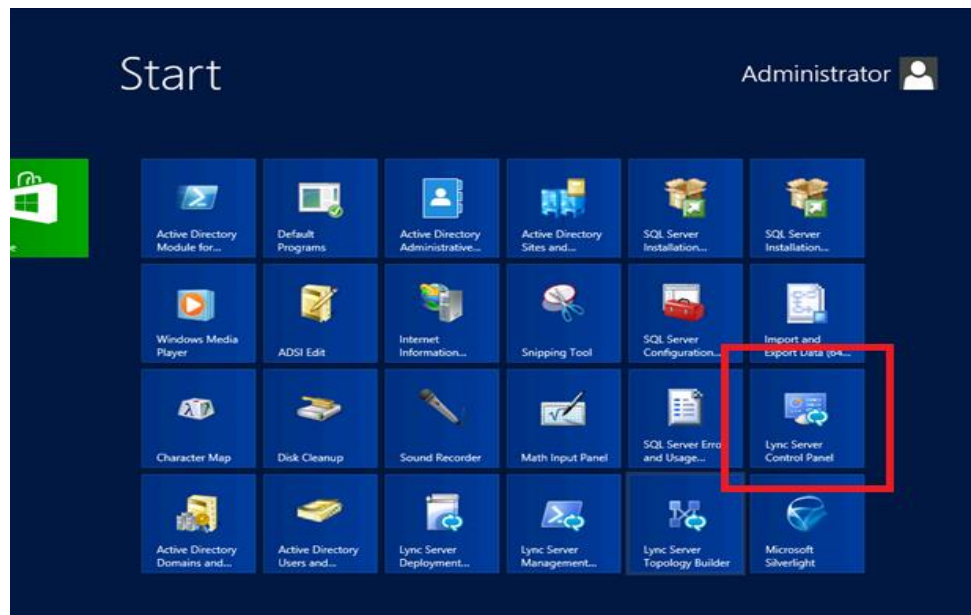 Start
Administrator
Active Directory
Module for...
Default
Programs
Active Directory
Administrative...
Active Directory
Sites and...
SQL Server
Installation...
SQL Server
Installation...
Windows Media
Player
ADSI Edit
Internet
Information...
Snipping Tool
SQL Server
Configuration...
Import and
Export Data (64...
Character Map
Disk Cleanup
Sound Recorder
Math Input Panel
SQL Server Erro
and Usage...
Lync Server
Control Panel
Active Directory
Domains and...
Active Directory
Users and...
Lync Server
Deployment...
Lync Server
Management...
Lync Server
Topology Builder
Microsoft
Silverlight